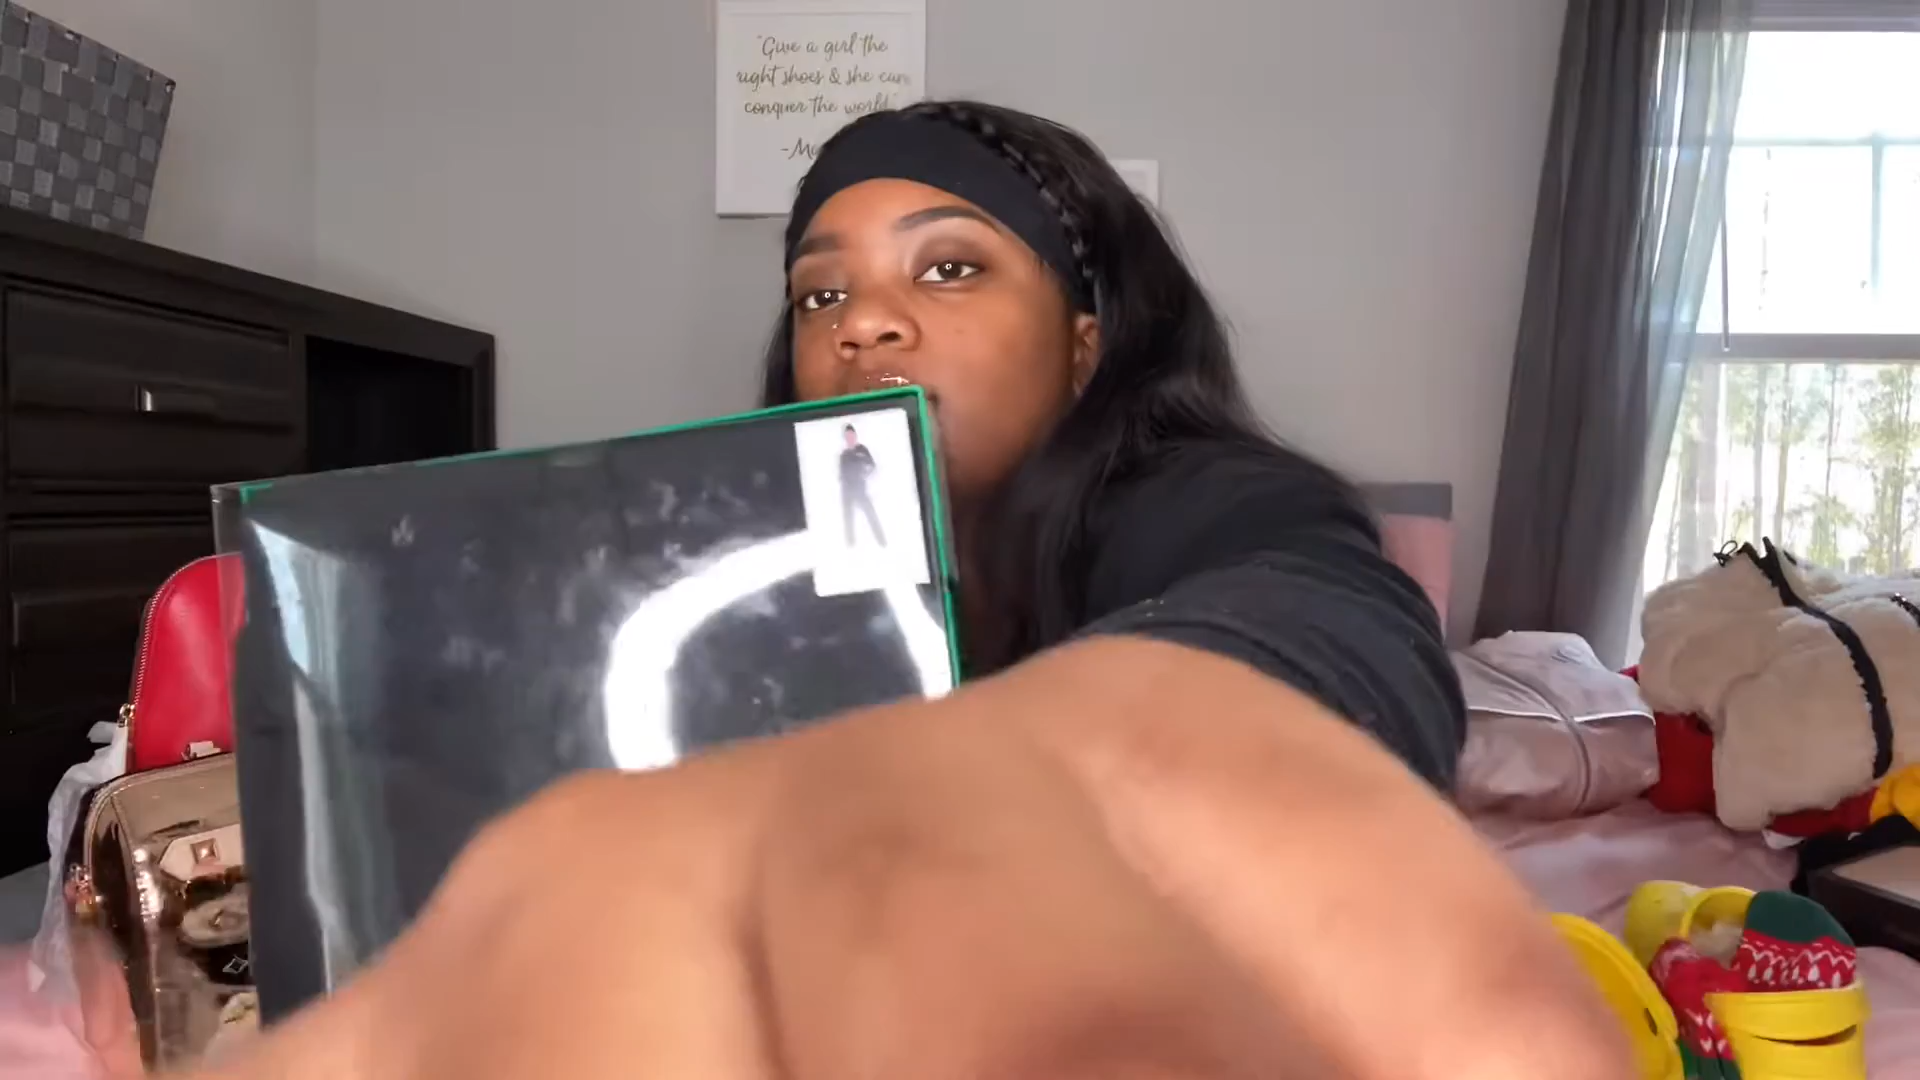 "Give a girl the
right shoes & she can
conquer the world"